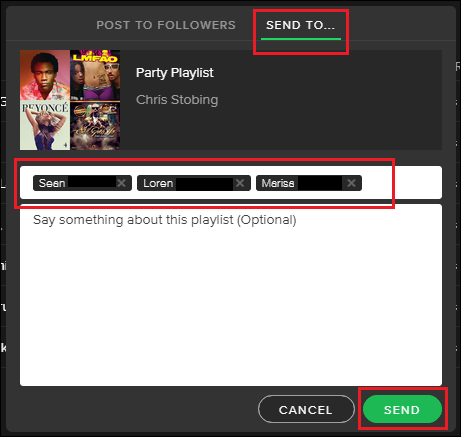 POST TO FOLLOWERS SEND TO...
LMFAO
BEYONCÉ
4
Party Playlist
Chris Stobing
Sean × Loren × Marisa ×
Say something about this playlist (Optional)
CANCEL SEND